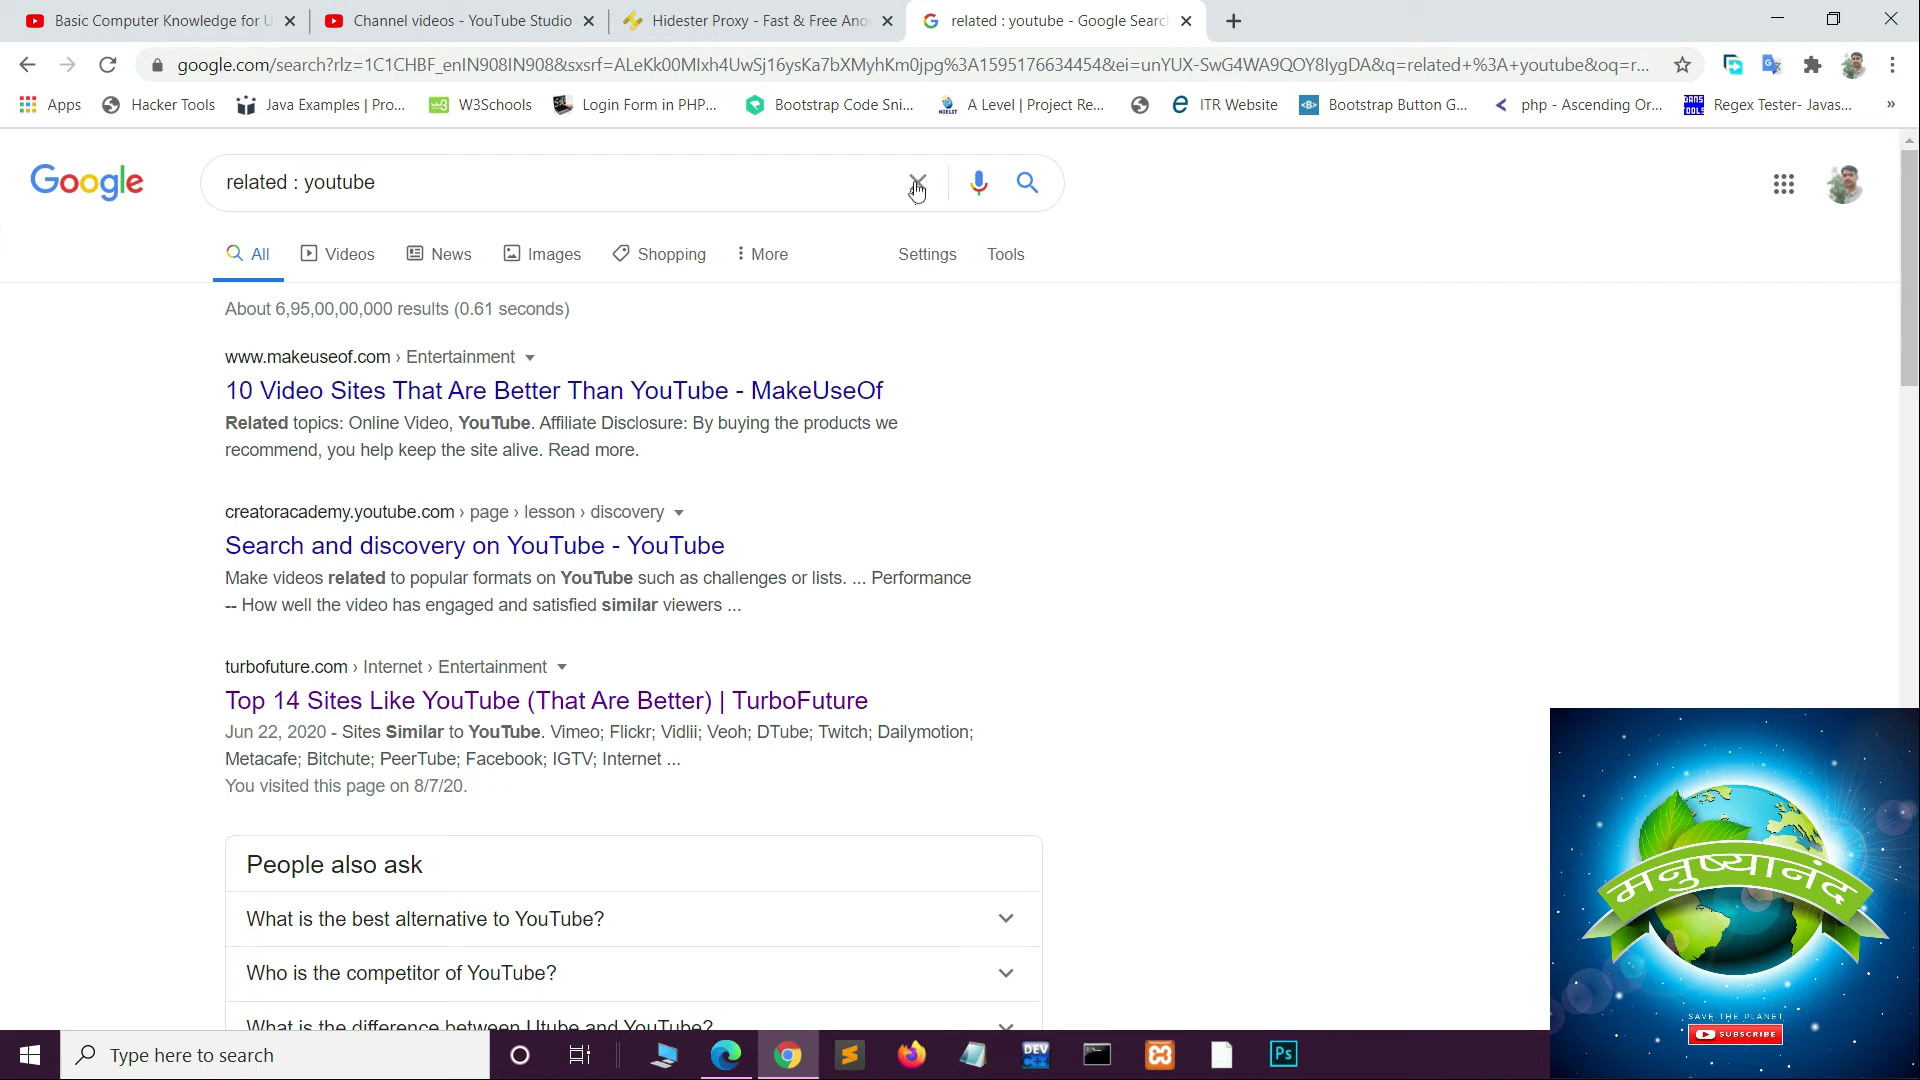 Basic Computer Knowledge for U
Channel videos - YouTube Studio
Hidester Proxy - Fast & Free Ano
related : youtube - Google Searc
google.com/search?rlz=1C1CHBF_enIN908IN908&sxsrf=ALeKk00MIxh4UwSj16ysKa7bXMyhKm0jpg%3A1595176634454&ei=unYUX-SwG4WA9QOY8IygDA&q=related+%3A+youtube&oq=r...
Apps
Hacker Tools
Java Examples | Pro...
W3Schools
Login Form in PHP...
Bootstrap Code Sni...
A Level | Project Re...
ITR Website
Bootstrap Button G...
php - Ascending Or...
Regex Tester- Javas...
»
Google
related : youtube
All
Videos
News
Images
Shopping
More
Settings
Tools
About 6,95,00,00,000 results (0.61 seconds)
www.makeuseof.com › Entertainment
10 Video Sites That Are Better Than YouTube - MakeUseOf
Related topics: Online Video, YouTube. Affiliate Disclosure: By buying the products we
recommend, you help keep the site alive. Read more.
creatoracademy.youtube.com › page › lesson › discovery
Search and discovery on YouTube - YouTube
Make videos related to popular formats on YouTube such as challenges or lists. ... Performance
-- How well the video has engaged and satisfied similar viewers ...
turbofuture.com › Internet › Entertainment
Top 14 Sites Like YouTube (That Are Better) | TurboFuture
Jun 22, 2020 - Sites Similar to YouTube. Vimeo; Flickr; Vidlii; Veoh; DTube; Twitch; Dailymotion;
Metacafe; Bitchute; PeerTube; Facebook; IGTV; Internet ...
You visited this page on 8/7/20.
People also ask
What is the best alternative to YouTube?
Who is the competitor of YouTube?
What is the difference between Utube and YouTube?
मनुष्यानंद
SAVE THE PLANET
SUBSCRIBE
Type here to search
DEV
Ps